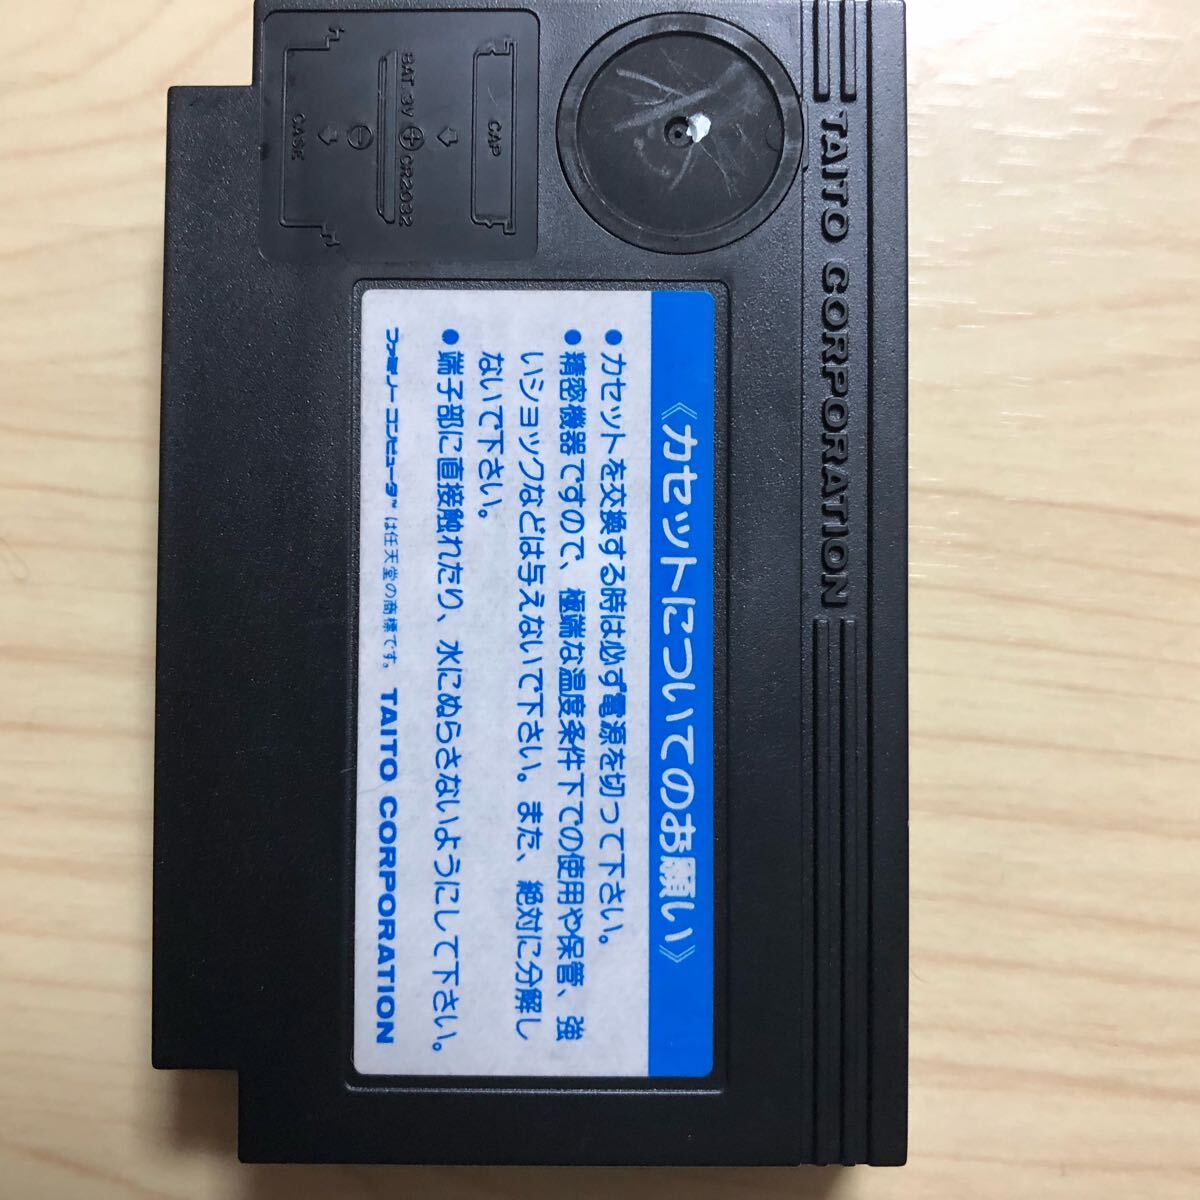 TAITO CORPORATION
CAP
BAT 3V ⊕ CR2032
⊖
CASE
《カセットについてのお願い》
●カセットを交換する時は必ず電源を切って下さい。
●精密機器ですので、極端な温度条件下での使用や保管、強
いショックなどは与えないで下さい。また、絶対に分解し
ないで下さい。
●端子部に直接触れたり、水にぬらさないようにして下さい。
ファミリーコンピュータ™は任天堂の商標です。 TAITO CORPORATION